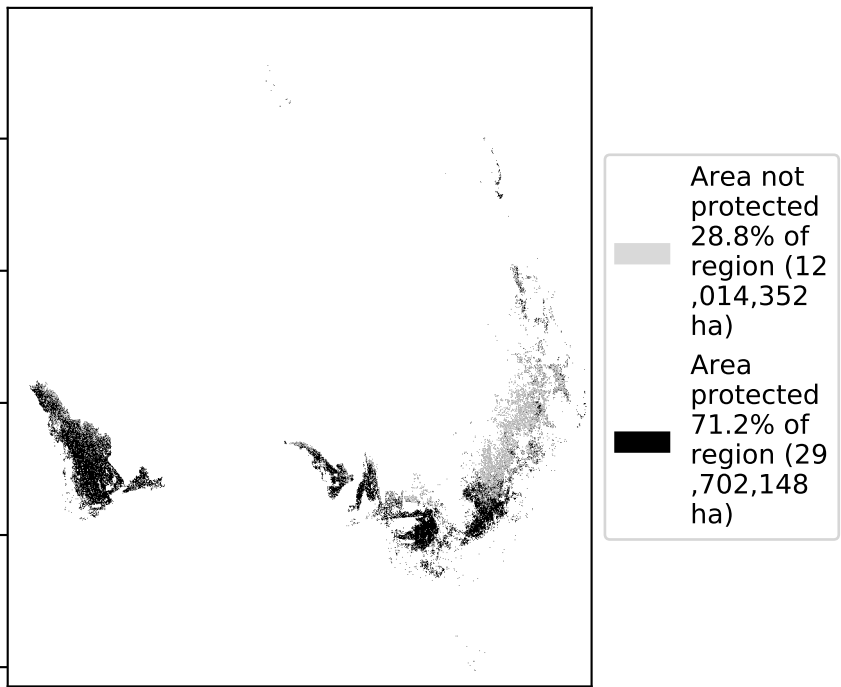 Area not
protected
28.8% of
region (12
,014,352
ha)
Area
protected
71.2% of
region (29
,702,148
ha)